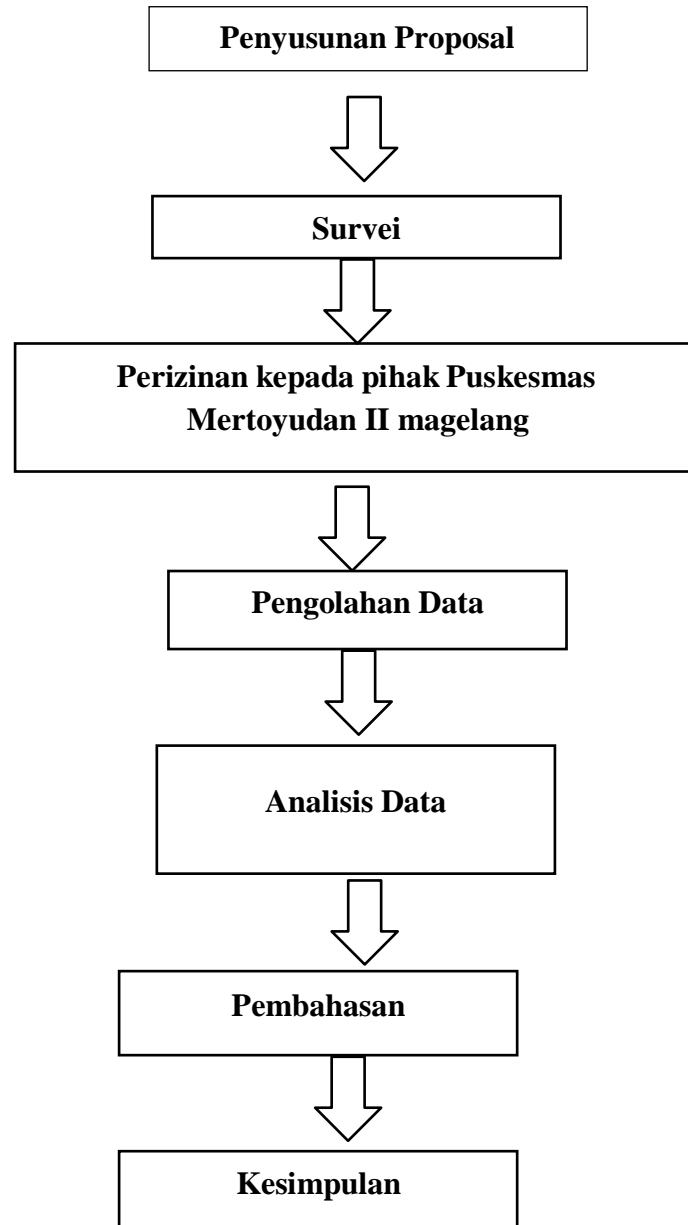 Penyusunan Proposal
Survei
Perizinan kepada pihak Puskesmas
Mertoyudan II magelang
Pengolahan Data
Analisis Data
Pembahasan
Kesimpulan